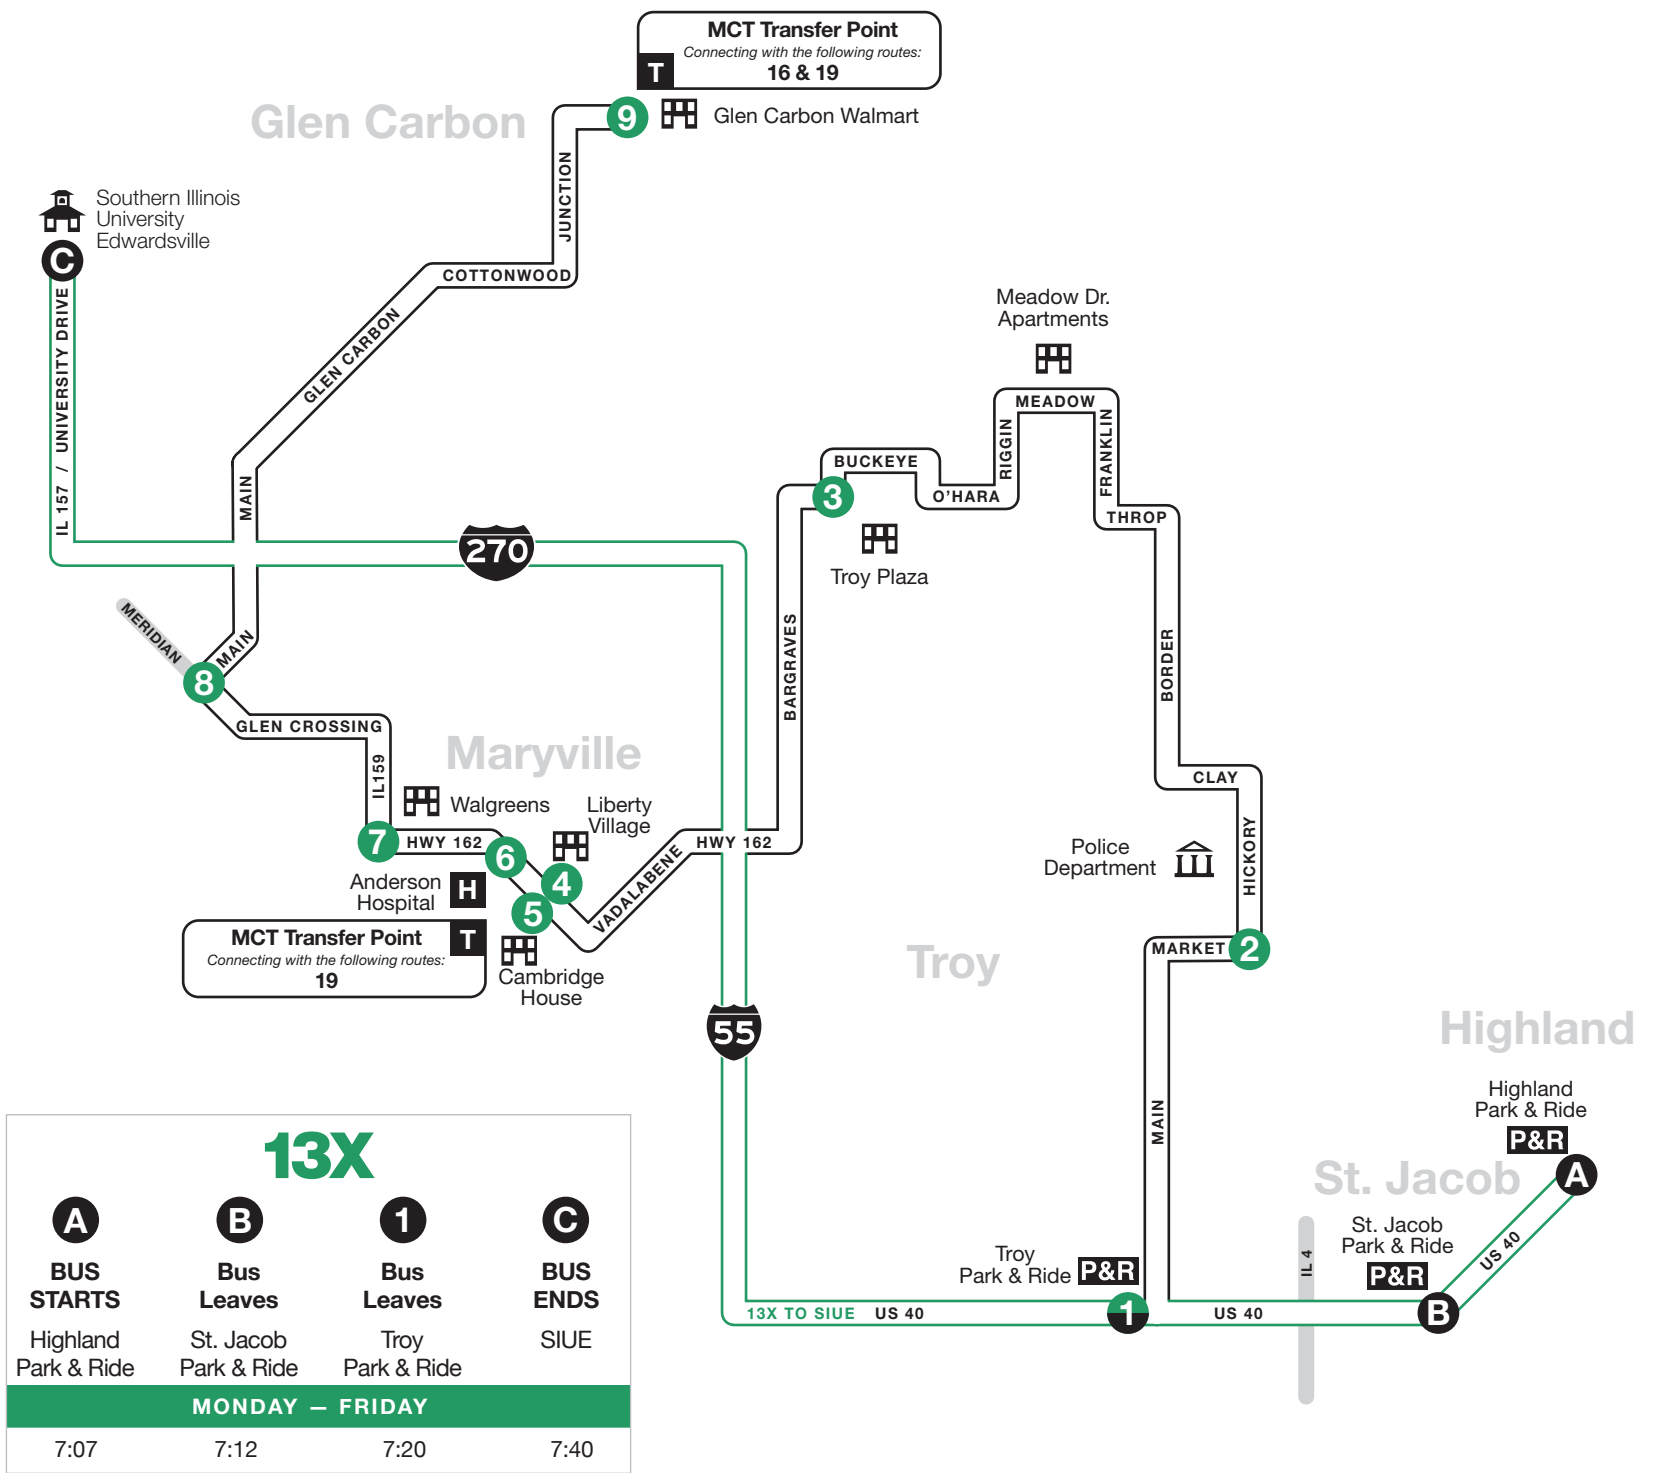 MCT Transfer Point
Connecting with the following routes:
T
16 & 19
Glen Carbon
9
Glen Carbon Walmart
JUNCTION
Southern Illinois
University
Edwardsville
C
COTTONWOOD
IL 157 / UNIVERSITY DRIVE
GLEN CARBON
MAIN
Meadow Dr.
Apartments
MEADOW
RIGGIN
FRANKLIN
BUCKEYE
O'HARA
3
THROP
Troy Plaza
270
MERIDIAN
MAIN
8
BARGRAVES
BORDER
GLEN CROSSING
IL159
Maryville
Walgreens
Liberty
Village
7
HWY 162
6
4
5
VADALABENE
HWY 162
Anderson
Hospital
H
MCT Transfer Point
T
Connecting with the following routes:
19
Cambridge
House
CLAY
Police
Department
HICKORY
MARKET
2
Troy
55
Highland
Highland
Park & Ride
P&R
A
MAIN
St. Jacob
St. Jacob
Park & Ride
P&R
US 40
IL 4
Troy
Park & Ride
P&R
13X TO SIUE
US 40
1
US 40
B
13X
A
B
1
C
BUS
STARTS
Bus
Leaves
Bus
Leaves
BUS
ENDS
Highland
Park & Ride
St. Jacob
Park & Ride
Troy
Park & Ride
SIUE
MONDAY — FRIDAY
7:07
7:12
7:20
7:40